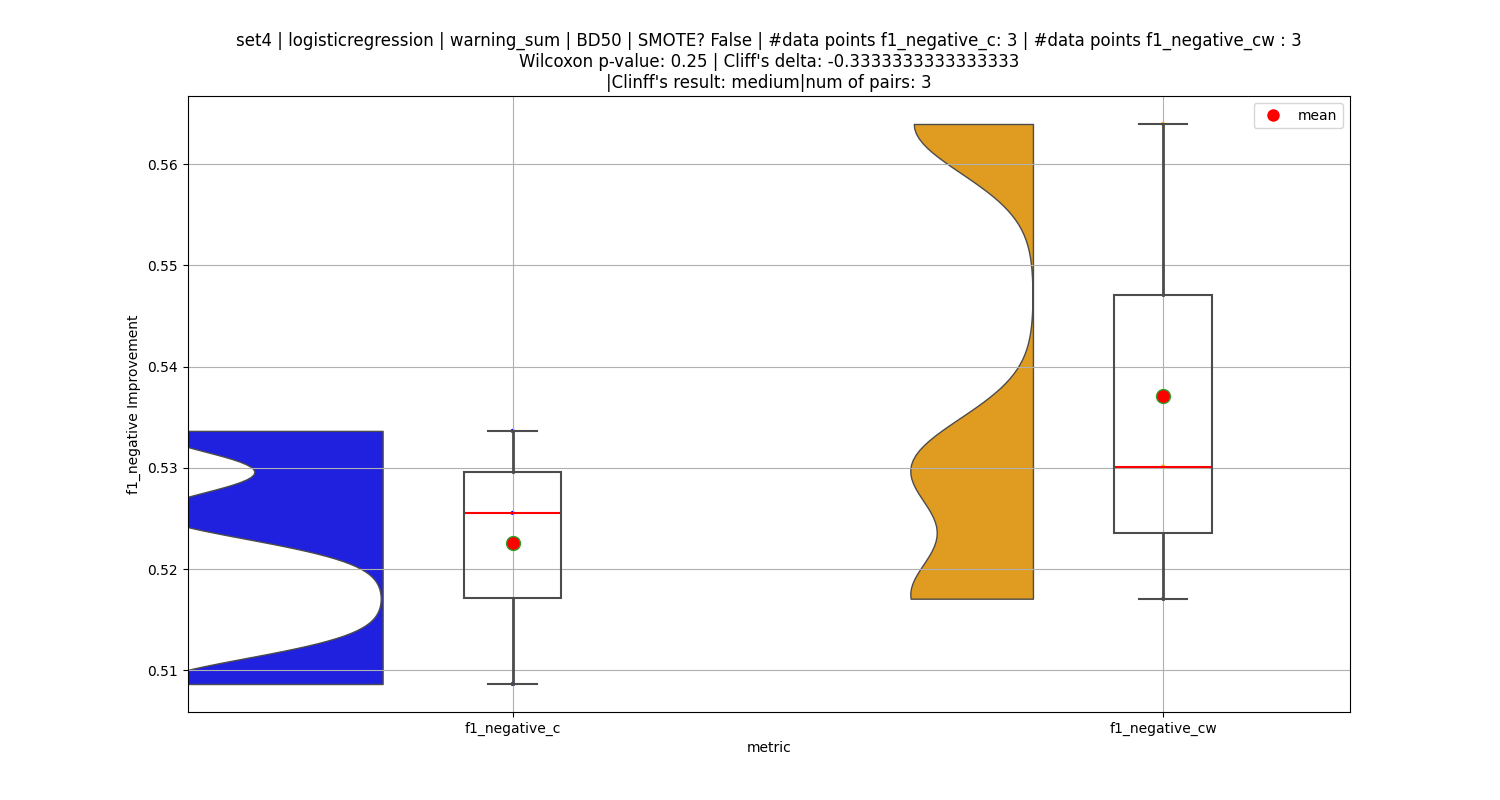 set4 | logisticregression | warning_sum | BD50 | SMOTE? False | #data points f1_negative_c: 3 | #data points f1_negative_cw : 3
Wilcoxon p-value: 0.25 | Cliff's delta: -0.3333333333333333
|Clinff's result: medium|num of pairs: 3
mean
0.56
0.55
0.54
0.53
0.52
0.51
f1_negative Improvement
f1_negative_c
f1_negative_cw
metric